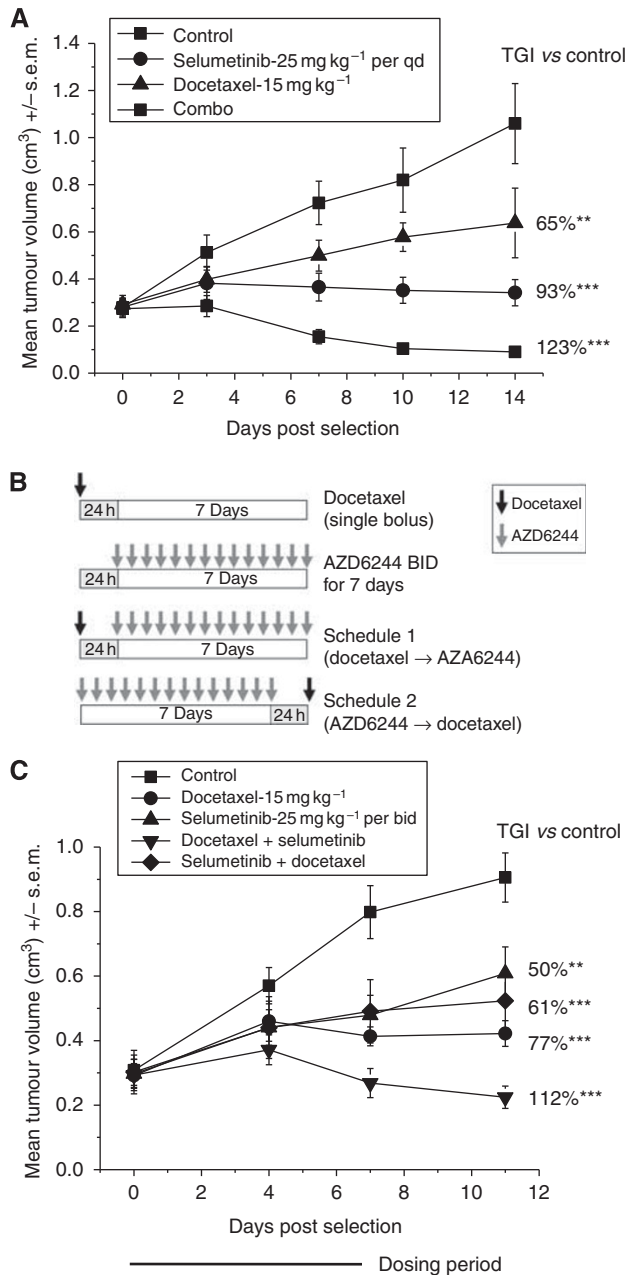 A
Control
Selumetinib-25 mg kg⁻¹ per qd
Docetaxel-15 mg kg⁻¹
Combo
TGI vs control
Mean tumour volume (cm³) +/− s.e.m.
1.4
1.2
1.0
0.8
0.6
0.4
0.2
0.0
65%**
93%***
123%***
0 2 4 6 8 10 12 14
Days post selection
B
24 h 7 Days
Docetaxel
(single bolus)
Docetaxel
AZD6244
24 h 7 Days
AZD6244 BID
for 7 days
24 h 7 Days
Schedule 1
(docetaxel → AZA6244)
7 Days 24 h
Schedule 2
(AZD6244 → docetaxel)
C
Control
Docetaxel-15 mg kg⁻¹
Selumetinib-25 mg kg⁻¹ per bid
Docetaxel + selumetinib
Selumetinib + docetaxel
TGI vs control
Mean tumour volume (cm³) +/− s.e.m.
1.0
0.8
0.6
0.4
0.2
0.0
50%**
61%***
77%***
112%***
0 2 4 6 8 10 12
Days post selection
Dosing period